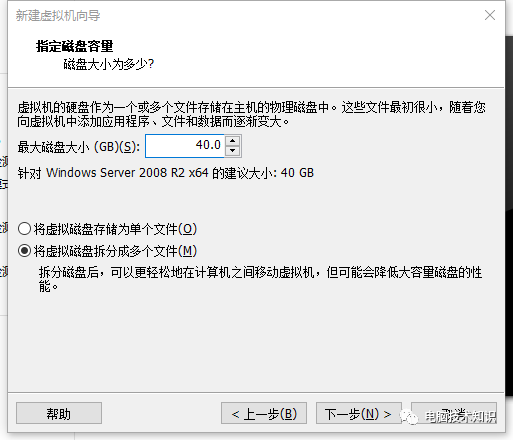 新建虚拟机向导
指定磁盘容量
磁盘大小为多少?
虚拟机的硬盘作为一个或多个文件存储在主机的物理磁盘中。这些文件最初很小，随着您
向虚拟机中添加应用程序、文件和数据而逐渐变大。
最大磁盘大小 (GB)(S): 40.0
针对 Windows Server 2008 R2 x64 的建议大小: 40 GB
将虚拟磁盘存储为单个文件(O)
将虚拟磁盘拆分成多个文件(M)
拆分磁盘后，可以更轻松地在计算机之间移动虚拟机，但可能会降低大容量磁盘的性
能。
帮助 < 上一步(B) 下一步(N) > 取消
电脑技术知识